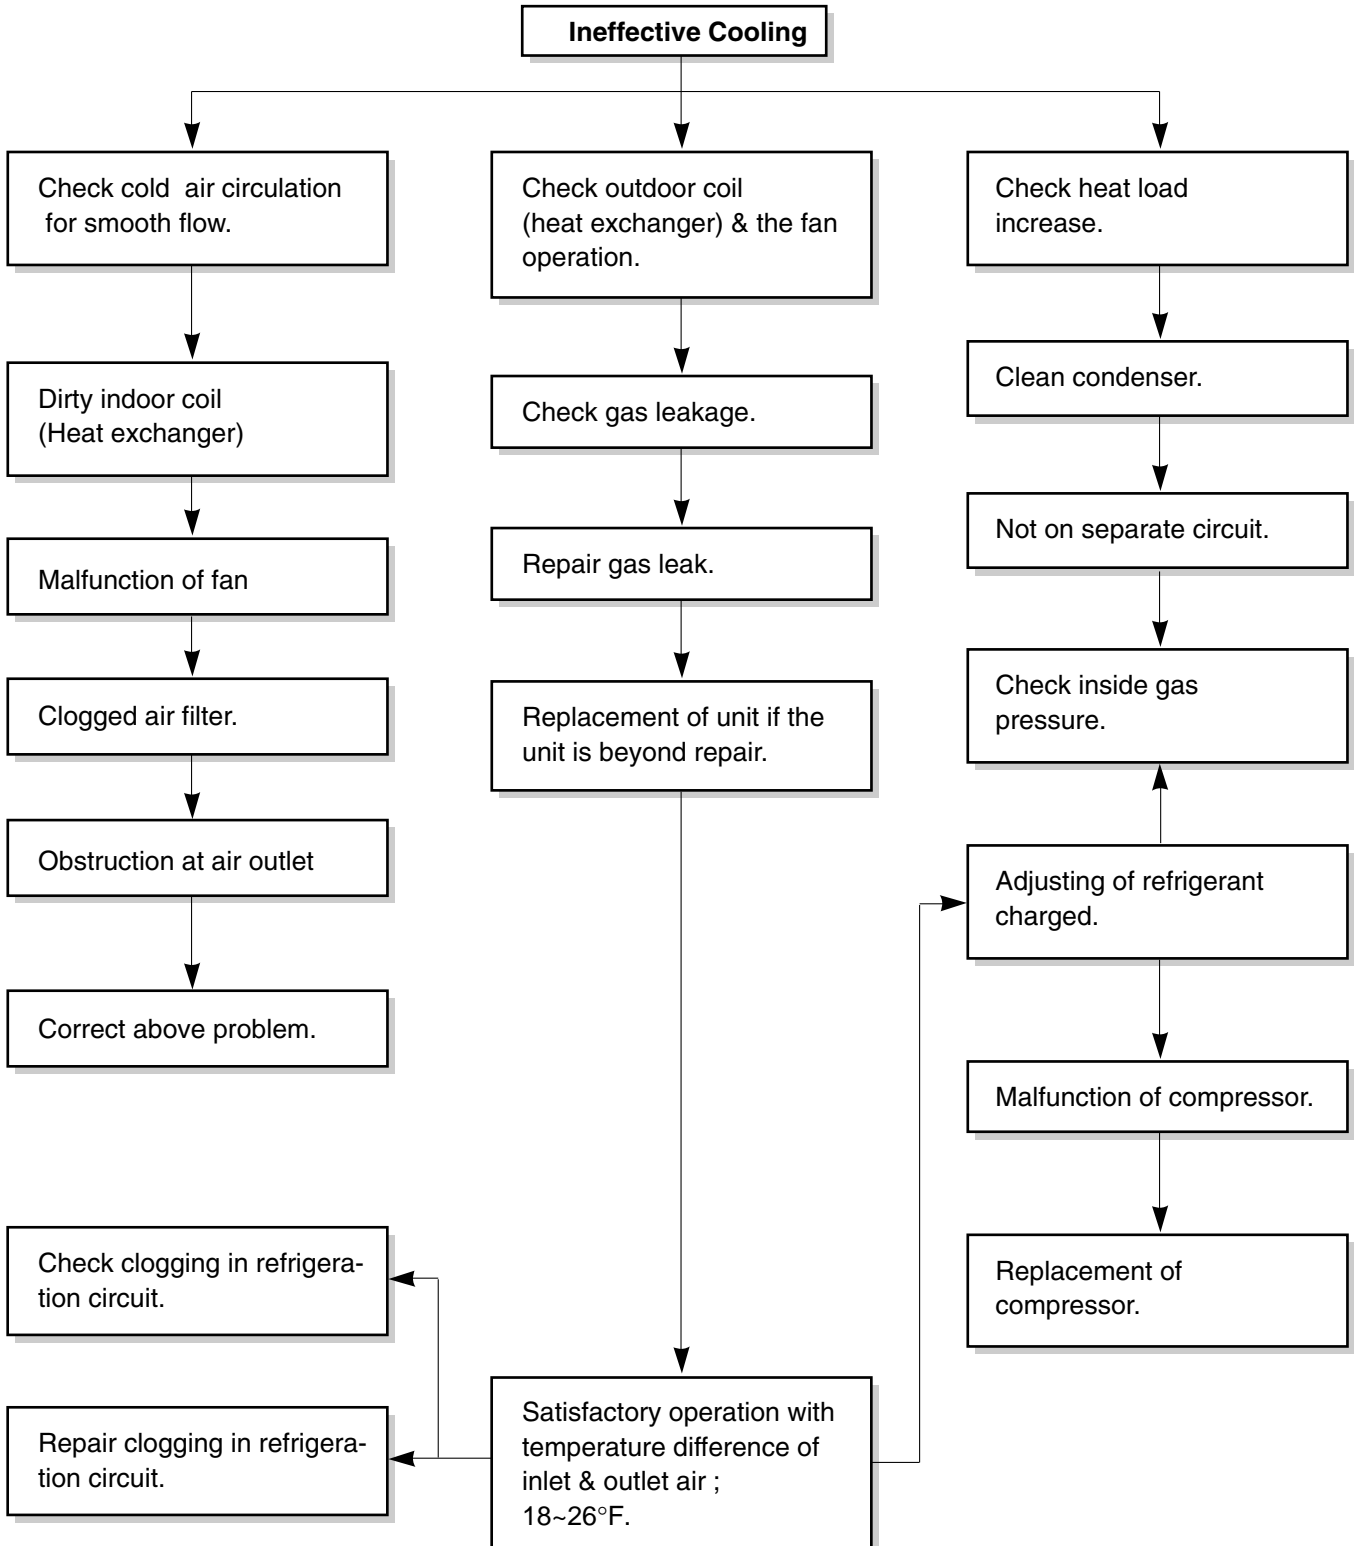 Ineffective Cooling
Check cold air circulation
for smooth flow.
Dirty indoor coil
(Heat exchanger)
Malfunction of fan
Clogged air filter.
Obstruction at air outlet
Correct above problem.
Check clogging in refrigera-
tion circuit.
Repair clogging in refrigera-
tion circuit.
Check outdoor coil
(heat exchanger) & the fan
operation.
Check gas leakage.
Repair gas leak.
Replacement of unit if the
unit is beyond repair.
Satisfactory operation with
temperature difference of
inlet & outlet air ;
18~26°F.
Check heat load
increase.
Clean condenser.
Not on separate circuit.
Check inside gas
pressure.
Adjusting of refrigerant
charged.
Malfunction of compressor.
Replacement of
compressor.